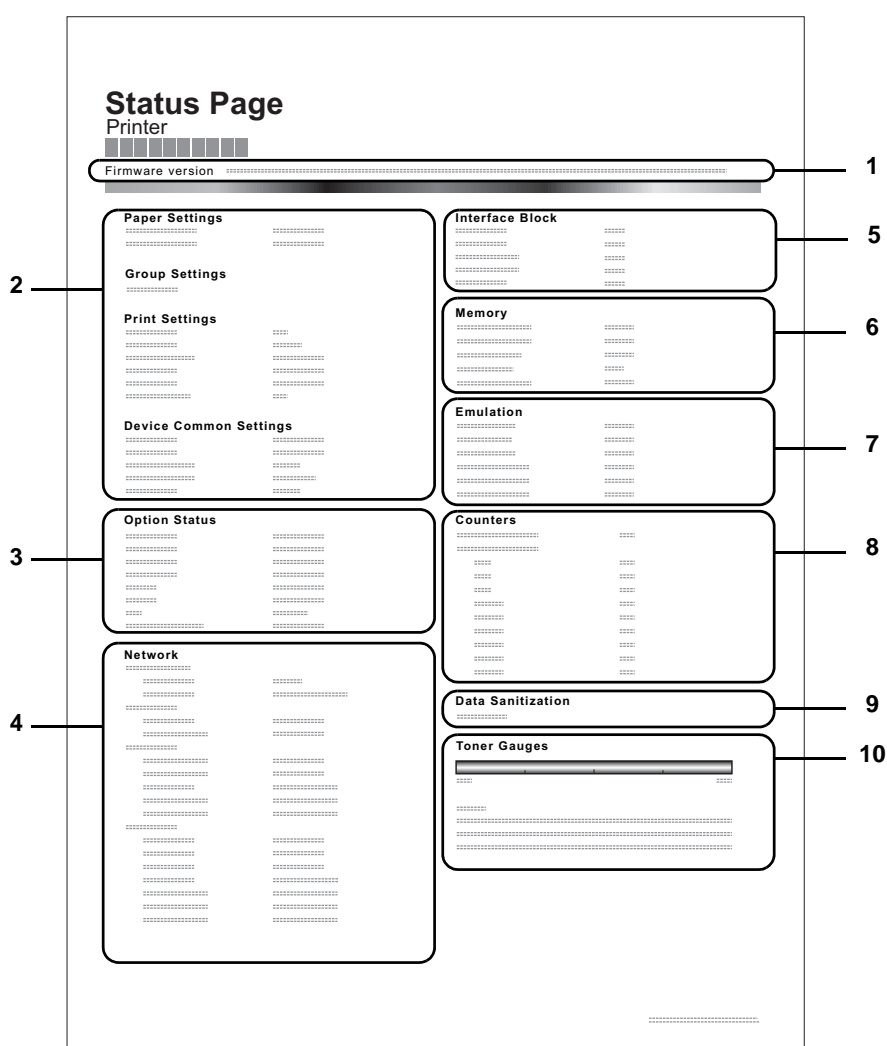 Status Page
Printer
Firmware version
1
Paper Settings
Group Settings
Print Settings
Device Common Settings
2
Option Status
3
Network
4
Interface Block
5
Memory
6
Emulation
7
Counters
8
Data Sanitization
9
Toner Gauges
10